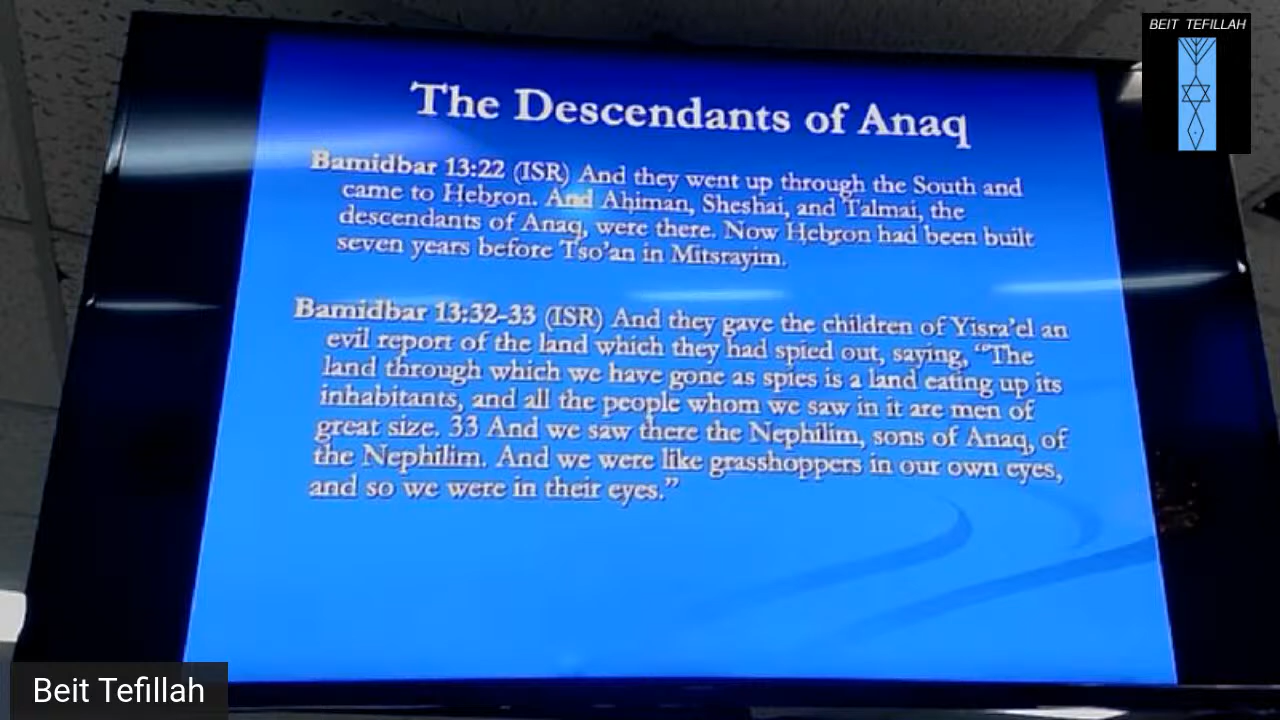 BEIT TEFILLAH
The Descendants of Anaq
Bamidbar 13:22 (ISR) And they went up through the South and
came to Ḥeḇron. And Aḥiman, Sheshai, and Talmai, the
descendants of Anaq, were there. Now Ḥeḇron had been built
seven years before Tso’an in Mitsrayim.
Bamidbar 13:32-33 (ISR) And they gave the children of Yisra’ĕl an
evil report of the land which they had spied out, saying, “The
land through which we have gone as spies is a land eating up its
inhabitants, and all the people whom we saw in it are men of
great size. 33 And we saw there the Nephilim, sons of Anaq, of
the Nephilim. And we were like grasshoppers in our own eyes,
and so we were in their eyes.”
Beit Tefillah